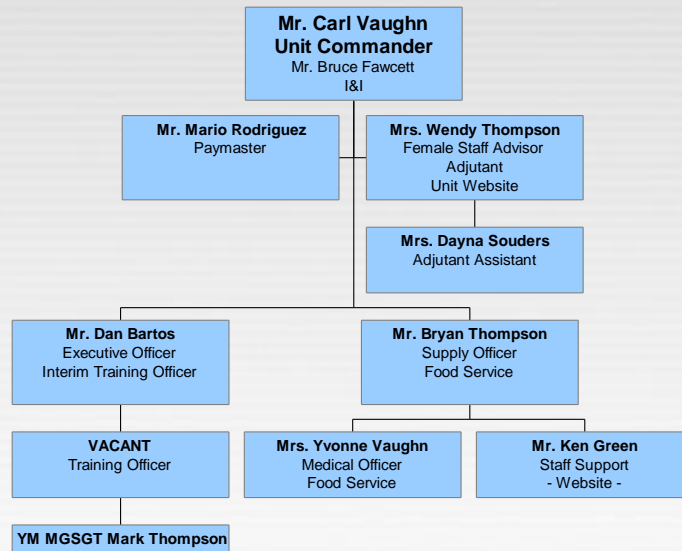 Mr. Carl Vaughn
Unit Commander
Mr. Bruce Fawcett
I&I
Mr. Mario Rodriguez
Paymaster
Mrs. Wendy Thompson
Female Staff Advisor
Adjutant
Unit Website
Mrs. Dayna Souders
Adjutant Assistant
Mr. Dan Bartos
Executive Officer
Interim Training Officer
Mr. Bryan Thompson
Supply Officer
Food Service
VACANT
Training Officer
Mrs. Yvonne Vaughn
Medical Officer
Food Service
Mr. Ken Green
Staff Support
- Website -
YM MGSGT Mark Thompson